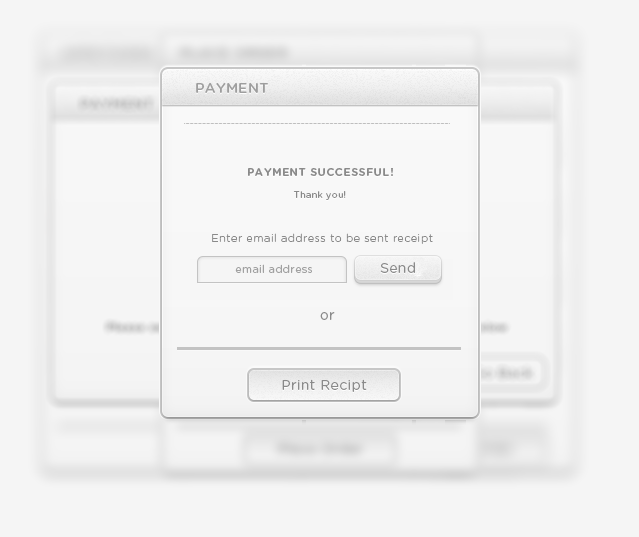 PAYMENT
PAYMENT SUCCESSFUL!
Thank you!
Enter email address to be sent receipt
email address
Send
or
Print Recipt